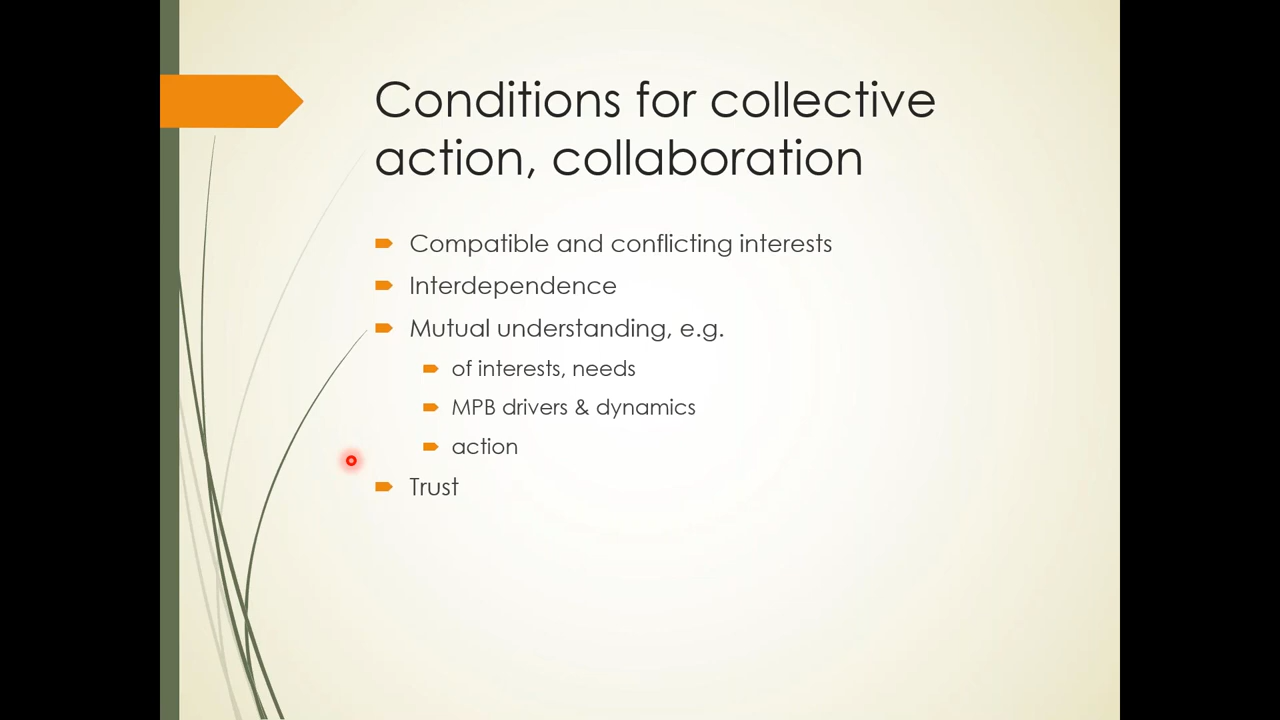 Conditions for collective
action, collaboration
Compatible and conflicting interests
Interdependence
Mutual understanding, e.g.
of interests, needs
MPB drivers & dynamics
action
Trust